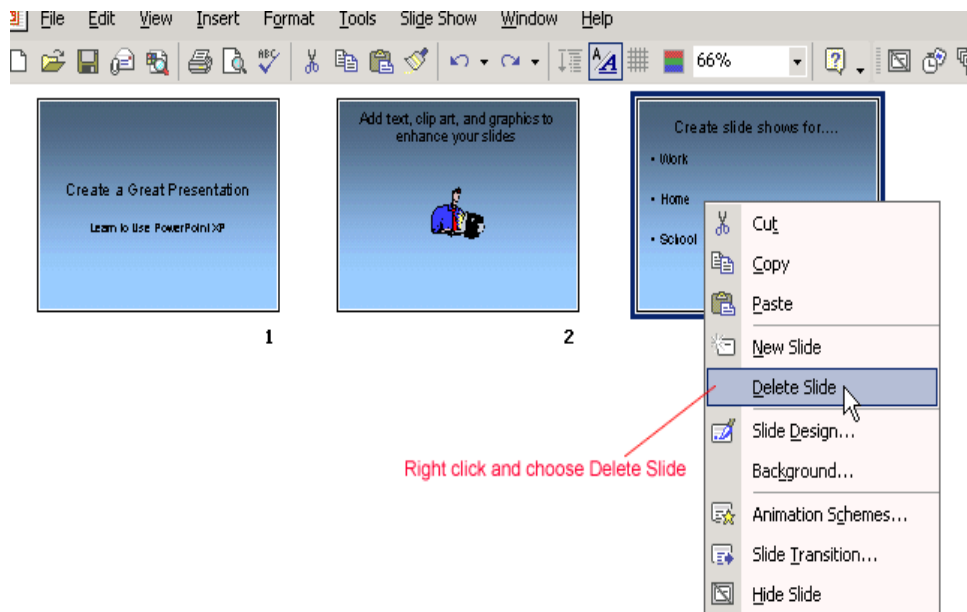 File Edit View Insert Format Tools Slide Show Window Help
ABC A A 66% ?
Create a Great Presentation
Learn to Use PowerPoint XP
1
Add text, clip art, and graphics to
enhance your slides
2
Create slide shows for....
• Work
• Home
• School
Cut
Copy
Paste
New Slide
Delete Slide
Slide Design...
Background...
Animation Schemes...
Slide Transition...
Hide Slide
Right click and choose Delete Slide